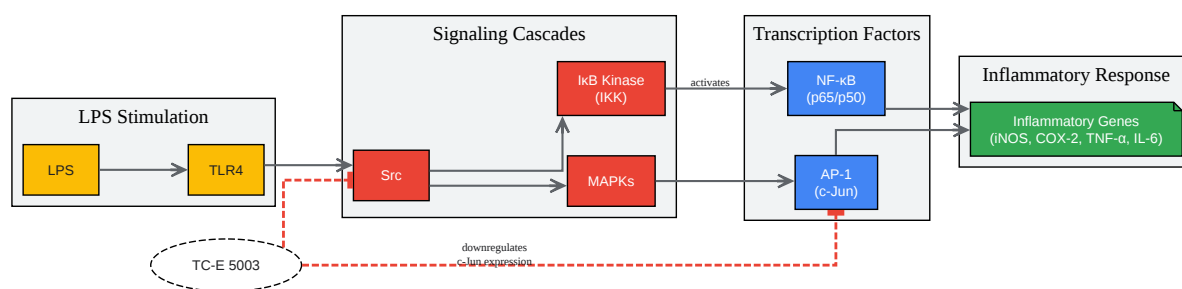 Signaling Cascades
Transcription Factors
Inflammatory Response
LPS Stimulation
IκB Kinase
(IKK)
activates
NF-κB
(p65/p50)
Inflammatory Genes
(iNOS, COX-2, TNF-α, IL-6)
LPS
TLR4
Src
MAPKs
AP-1
(c-Jun)
TC-E 5003
downregulates
c-Jun expression